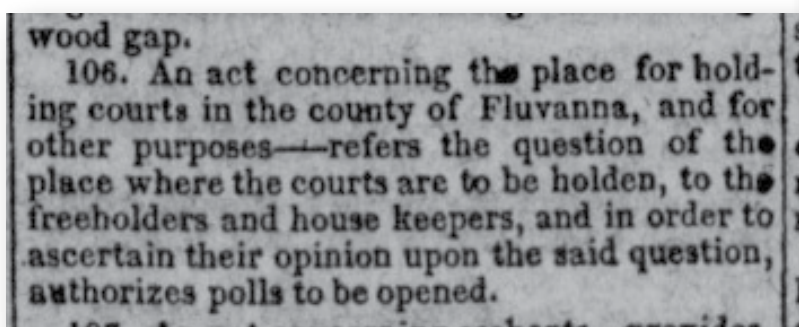 wood gap.
106. An act concerning the place for hold-
ing courts in the county of Fluvanna, and for
other purposes—refers the question of the
place where the courts are to be holden, to the
freeholders and house keepers, and in order to
ascertain their opinion upon the said question,
authorizes polls to be opened.